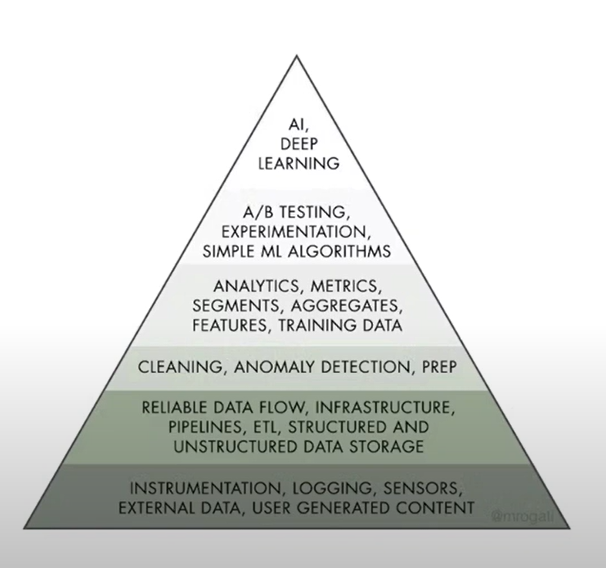 AI,
DEEP
LEARNING
A/B TESTING,
EXPERIMENTATION,
SIMPLE ML ALGORITHMS
ANALYTICS, METRICS,
SEGMENTS, AGGREGATES,
FEATURES, TRAINING DATA
CLEANING, ANOMALY DETECTION, PREP
RELIABLE DATA FLOW, INFRASTRUCTURE,
PIPELINES, ETL, STRUCTURED AND
UNSTRUCTURED DATA STORAGE
INSTRUMENTATION, LOGGING, SENSORS,
EXTERNAL DATA, USER GENERATED CONTENT
@mrogati